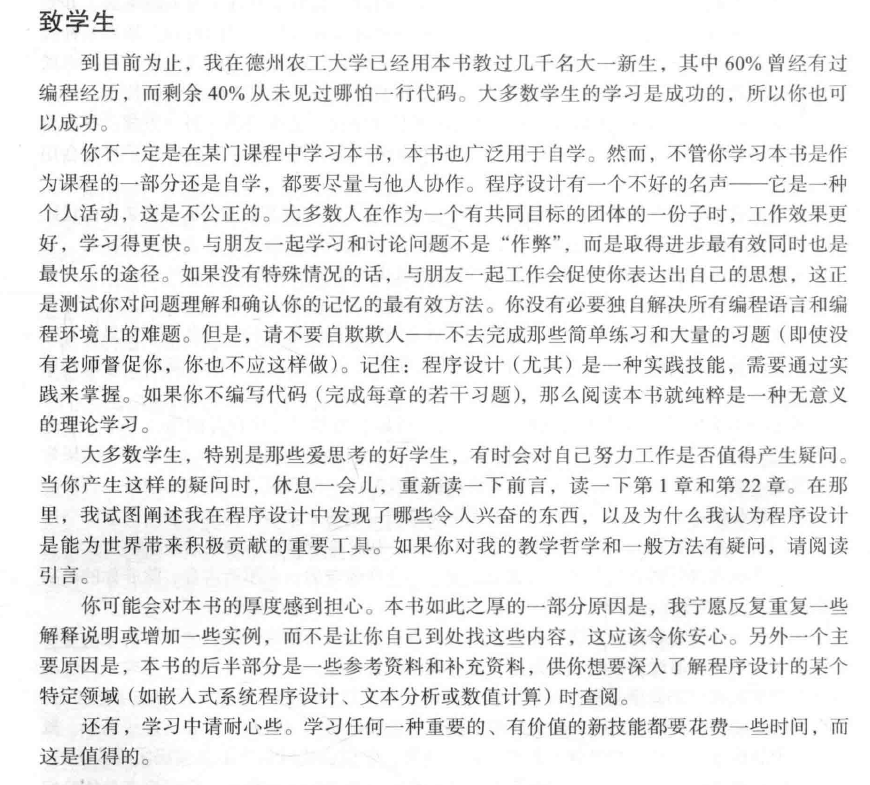 致学生
到目前为止，我在德州农工大学已经用本书教过几千名大一新生，其中 60% 曾经有过
编程经历，而剩余 40% 从未见过哪怕一行代码。大多数学生的学习是成功的，所以你也可
以成功。
你不一定是在某门课程中学习本书，本书也广泛用于自学。然而，不管你学习本书是作
为课程的一部分还是自学，都要尽量与他人协作。程序设计有一个不好的名声——它是一种
个人活动，这是不公正的。大多数人在作为一个有共同目标的团体的一份子时，工作效果更
好，学习得更快。与朋友一起学习和讨论问题不是“作弊”，而是取得进步最有效同时也是
最快乐的途径。如果没有特殊情况的话，与朋友一起工作会促使你表达出自己的思想，这正
是测试你对问题理解和确认你的记忆的最有效方法。你没有必要独自解决所有编程语言和编
程环境上的难题。但是，请不要自欺欺人——不去完成那些简单练习和大量的习题（即使没
有老师督促你，你也不应这样做）。记住：程序设计（尤其）是一种实践技能，需要通过实
践来掌握。如果你不编写代码（完成每章的若干习题），那么阅读本书就纯粹是一种无意义
的理论学习。
大多数学生，特别是那些爱思考的好学生，有时会对自己努力工作是否值得产生疑问。
当你产生这样的疑问时，休息一会儿，重新读一下前言，读一下第 1 章和第 22 章。在那
里，我试图阐述我在程序设计中发现了哪些令人兴奋的东西，以及为什么我认为程序设计
是能为世界带来积极贡献的重要工具。如果你对我的教学哲学和一般方法有疑问，请阅读
引言。
你可能会对本书的厚度感到担心。本书如此之厚的一部分原因是，我宁愿反复重复一些
解释说明或增加一些实例，而不是让你自己到处找这些内容，这应该令你安心。另外一个主
要原因是，本书的后半部分是一些参考资料和补充资料，供你想要深入了解程序设计的某个
特定领域（如嵌入式系统程序设计、文本分析或数值计算）时查阅。
还有，学习中请耐心些。学习任何一种重要的、有价值的新技能都要花费一些时间，而
这是值得的。